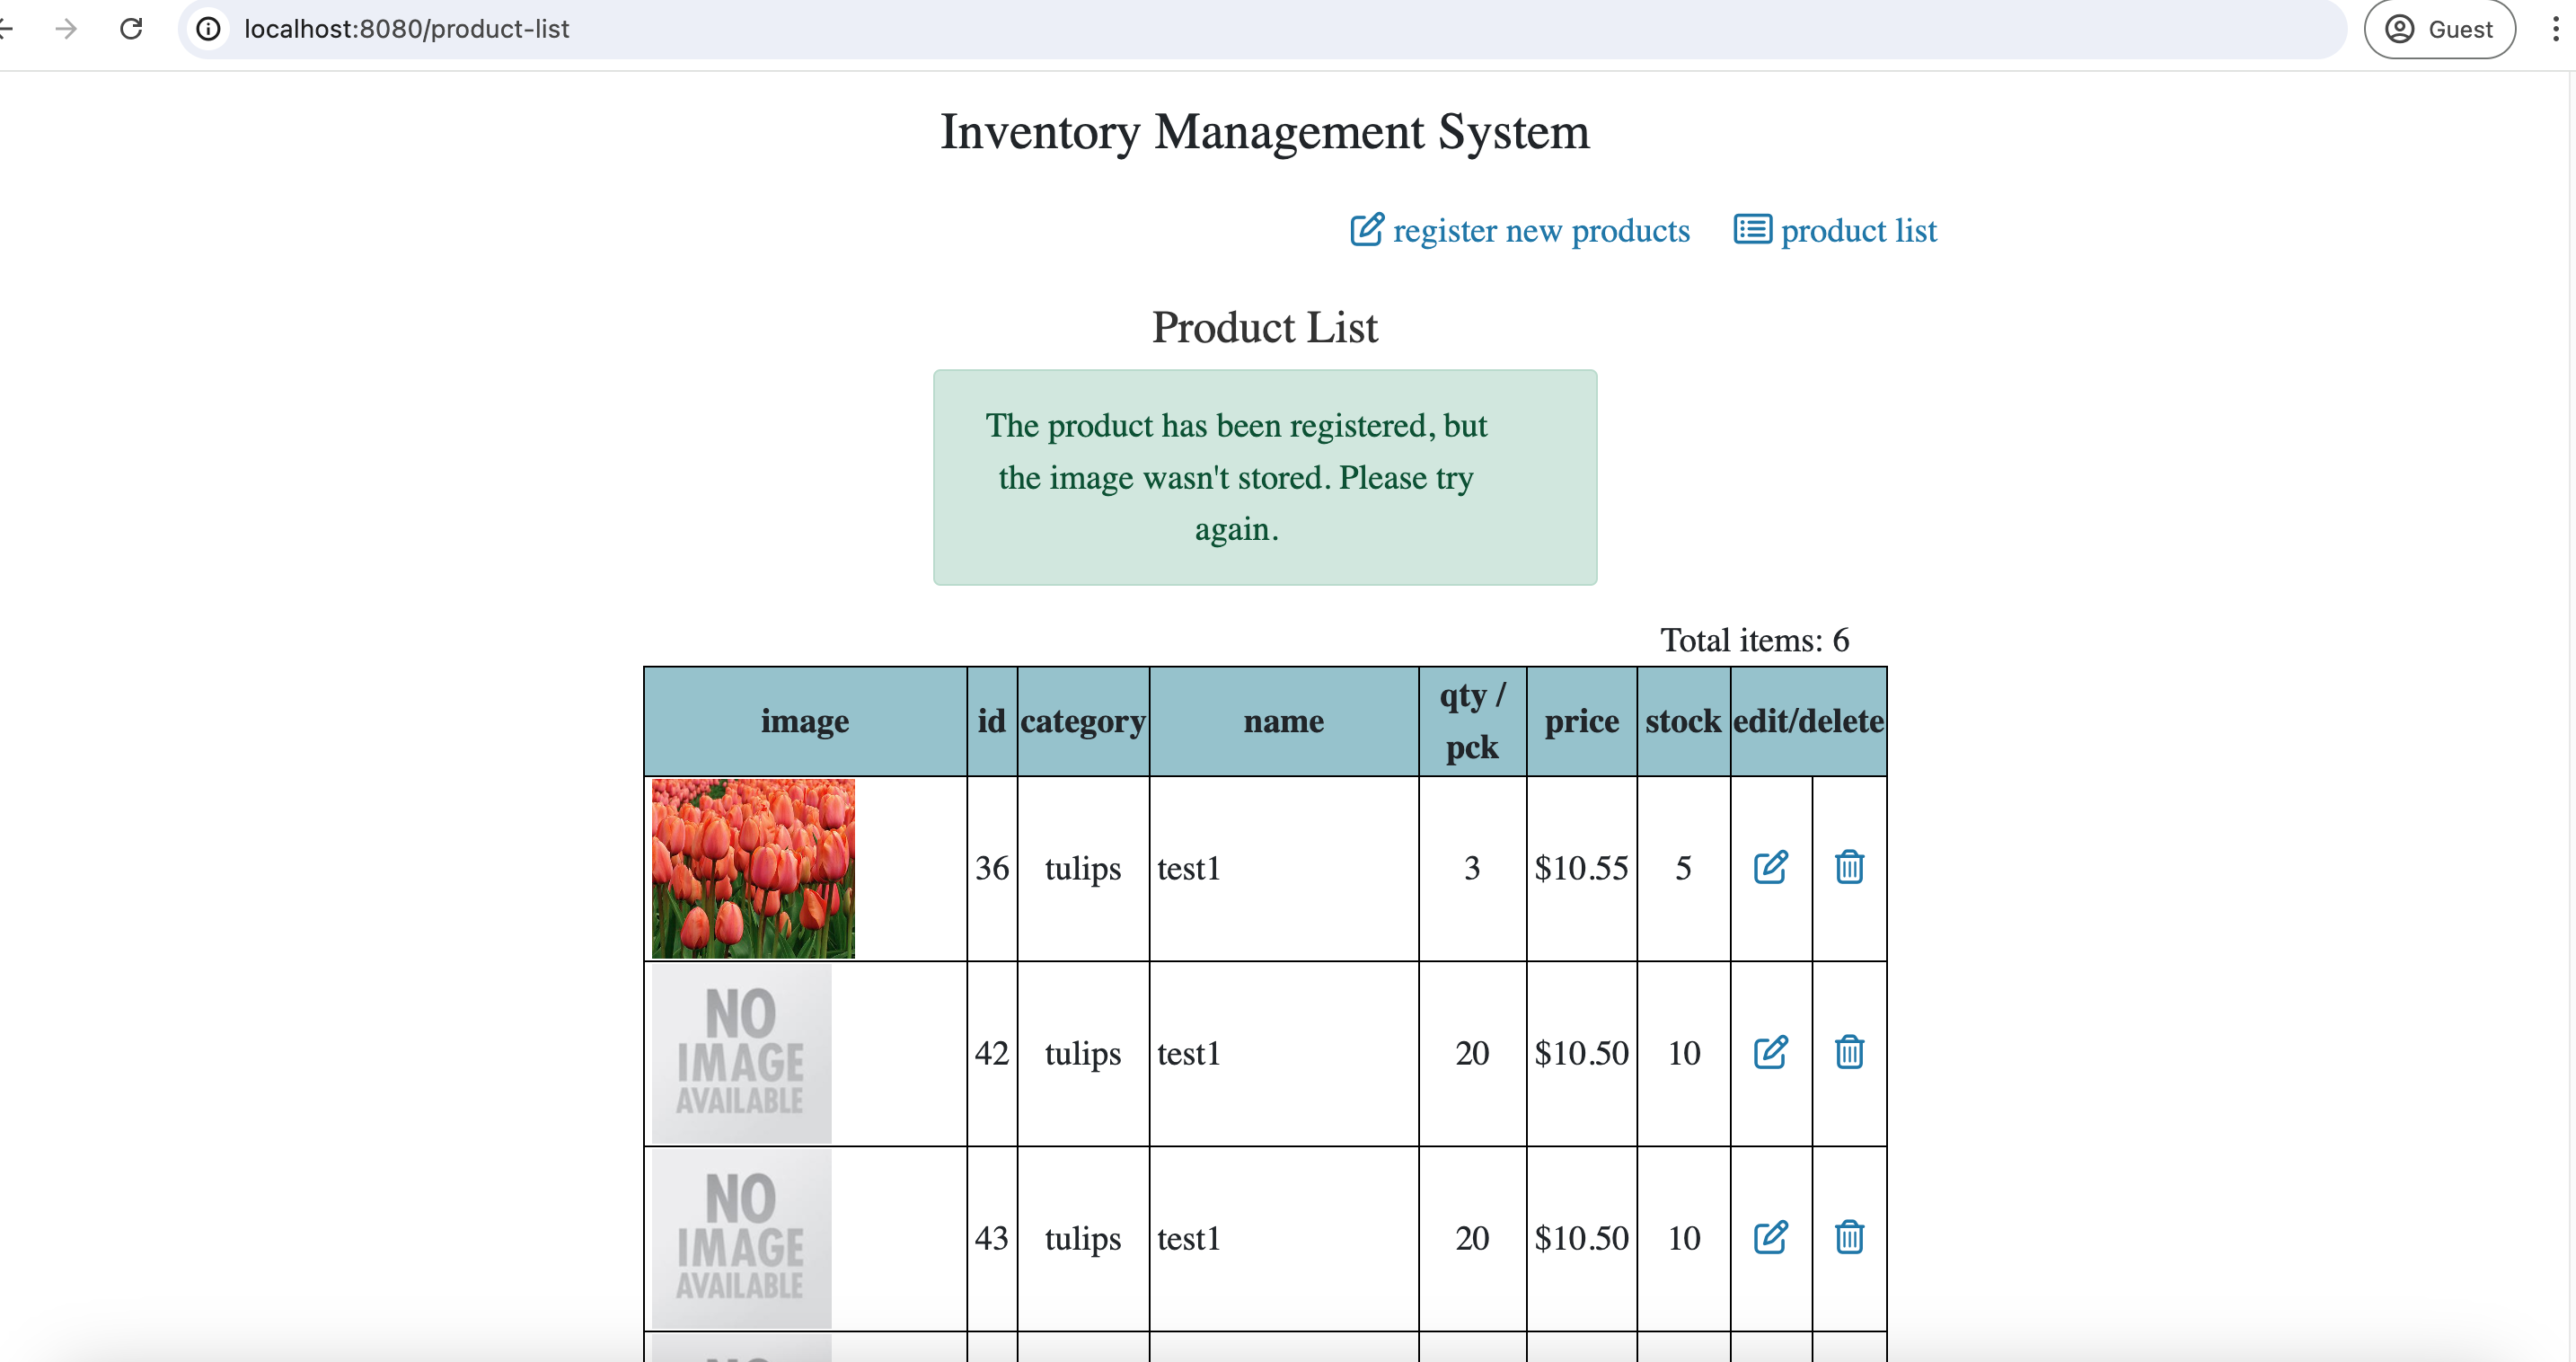 localhost:8080/product-list
Guest
Inventory Management System
register new products
product list
Product List
The product has been registered, but
the image wasn't stored. Please try
again.
Total items: 6
image id category name qty / pck price stock edit/delete
36 tulips test1 3 $10.55 5
NO
IMAGE
AVAILABLE
42 tulips test1 20 $10.50 10
NO
IMAGE
AVAILABLE
43 tulips test1 20 $10.50 10
NO